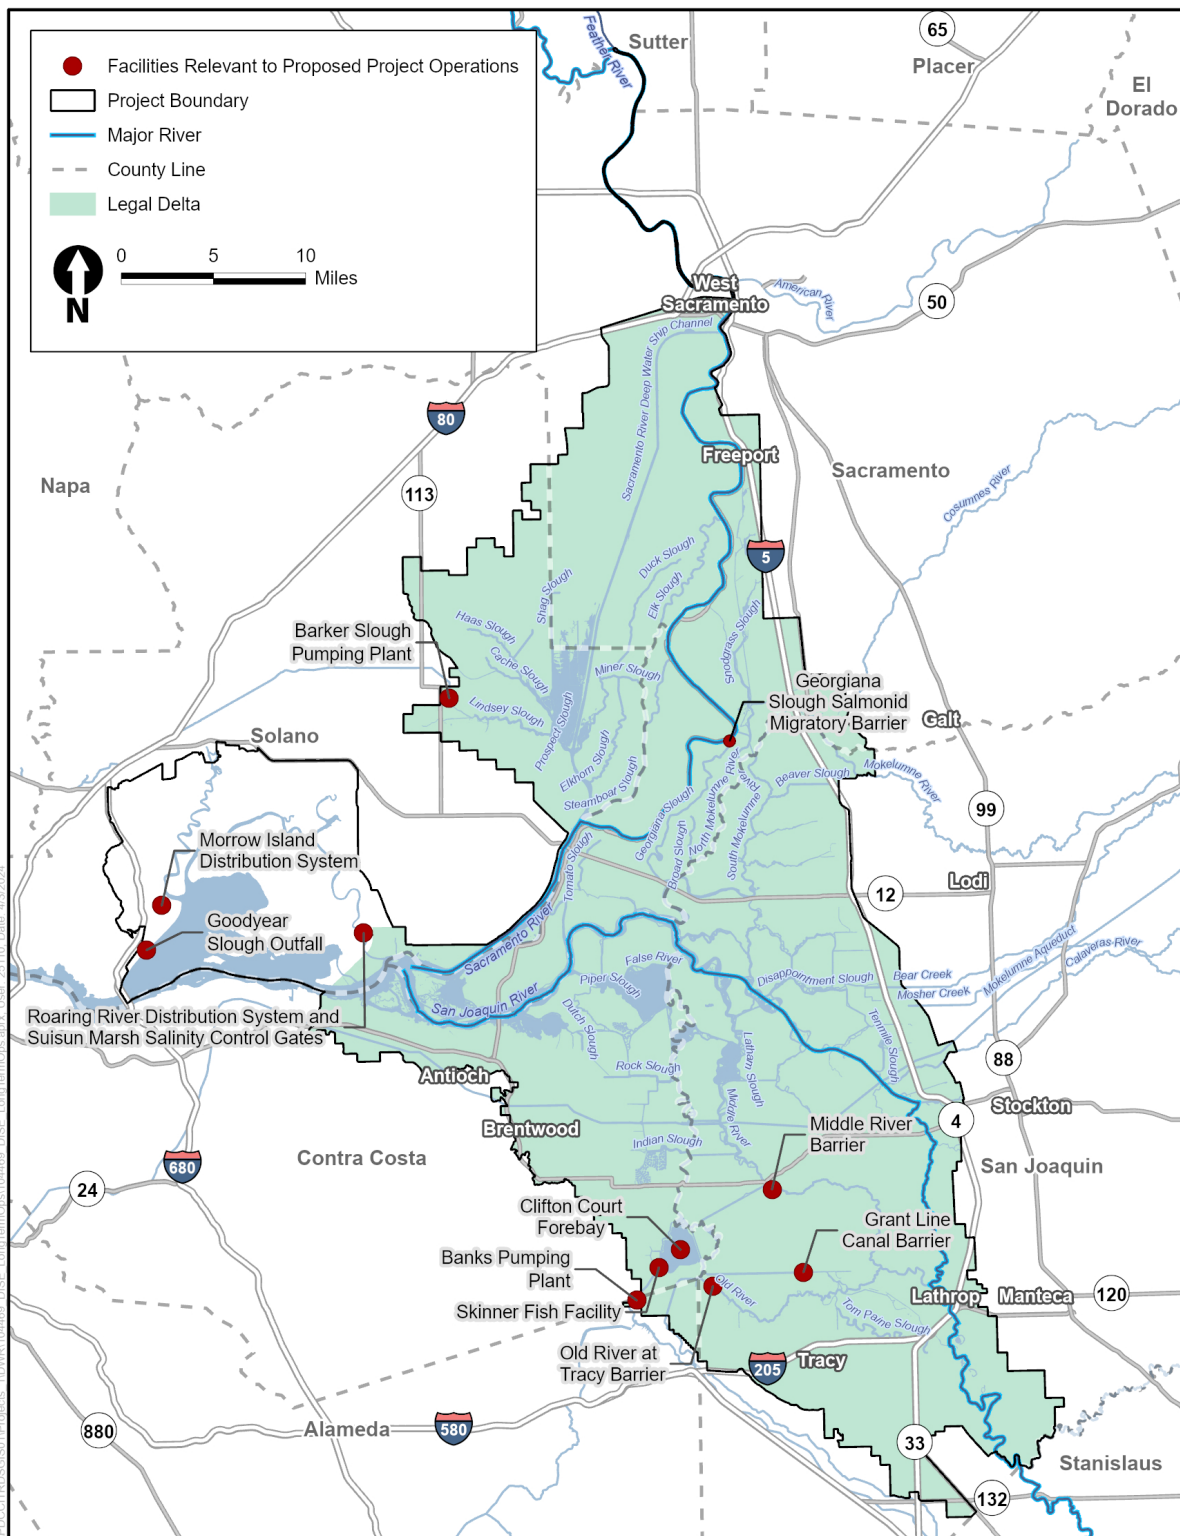 Facilities Relevant to Proposed Project Operations
Project Boundary
Major River
County Line
Legal Delta
0 5 10
Miles
N
Feather River
Sutter
65
Placer
El
Dorado
West
Sacramento
American River
50
Sacramento River Deep Water Ship Channel
80
Freeport
Sacramento
Napa
113
Cosumnes River
5
Duck Slough
Elk Slough
Shag Slough
Haas Slough
Snodgrass Slough
Barker Slough
Pumping Plant
Cache Slough
Miner Slough
Georgiana
Slough Salmonid
Migratory Barrier
Lindsey Slough
Prospect Slough
Galt
Solano
Elkhorn Slough
Steamboat Slough
Beaver Slough
Mokelumne River
99
Georgiana Slough
North Mokelumne River
South Mokelumne River
Broad Slough
Morrow Island
Distribution System
Tomato Slough
Lodi
12
Goodyear
Slough Outfall
Sacramento River
False River
Piper Slough
Disappointment Slough
Bear Creek
Mosher Creek
Mokelumne Aqueduct
Calaveras River
San Joaquin River
Roaring River Distribution System and
Suisun Marsh Salinity Control Gates
Dutch Slough
Tenmile Slough
Latham Slough
88
Rock Slough
Antioch
Middle River
Stockton
4
Brentwood
Indian Slough
Middle River
Barrier
Contra Costa
San Joaquin
680
24
Clifton Court
Forebay
Grant Line
Canal Barrier
Banks Pumping
Plant
Old River
Skinner Fish Facility
Tom Paine Slough
Lathrop
Manteca
120
Old River at
Tracy Barrier
205
Tracy
Alameda
580
880
33
Stanislaus
132